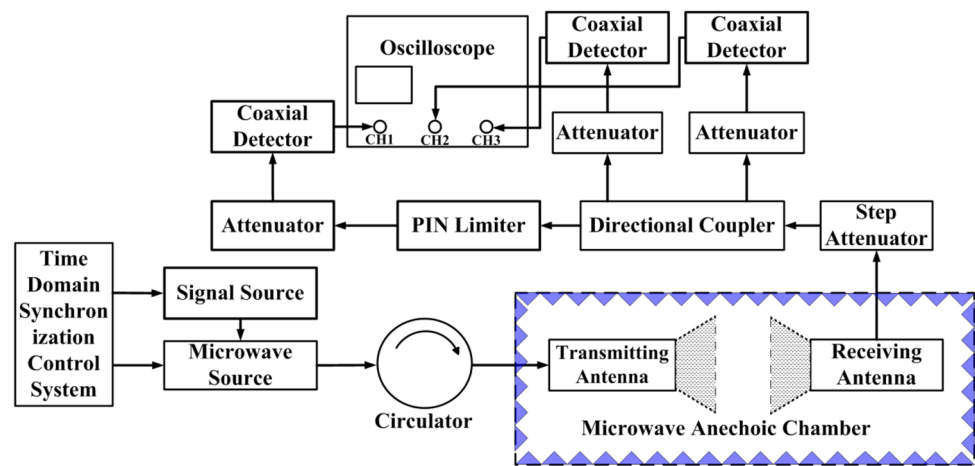 Oscilloscope
CH1
CH2
CH3
Coaxial
Detector
Coaxial
Detector
Coaxial
Detector
Attenuator
Attenuator
Attenuator
PIN Limiter
Directional Coupler
Step
Attenuator
Time
Domain
Synchron
ization
Control
System
Signal Source
Microwave
Source
Circulator
Transmitting
Antenna
Receiving
Antenna
Microwave Anechoic Chamber